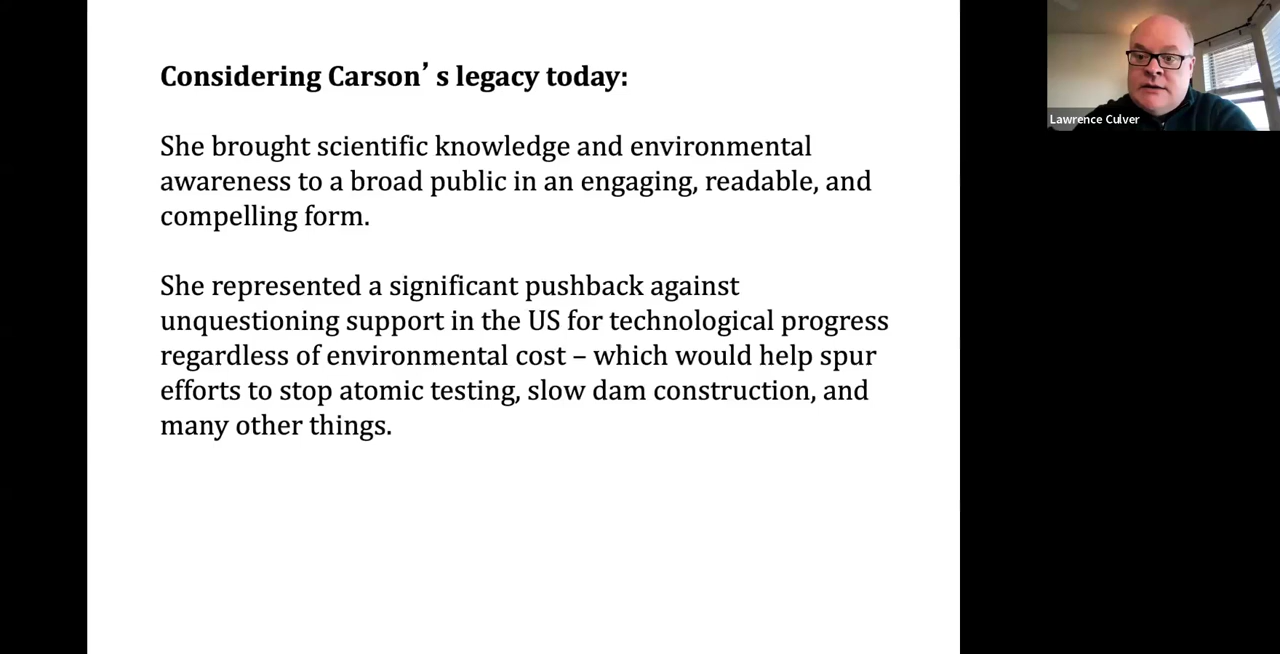 Considering Carson’s legacy today:
She brought scientific knowledge and environmental
awareness to a broad public in an engaging, readable, and
compelling form.
She represented a significant pushback against
unquestioning support in the US for technological progress
regardless of environmental cost – which would help spur
efforts to stop atomic testing, slow dam construction, and
many other things.
Lawrence Culver